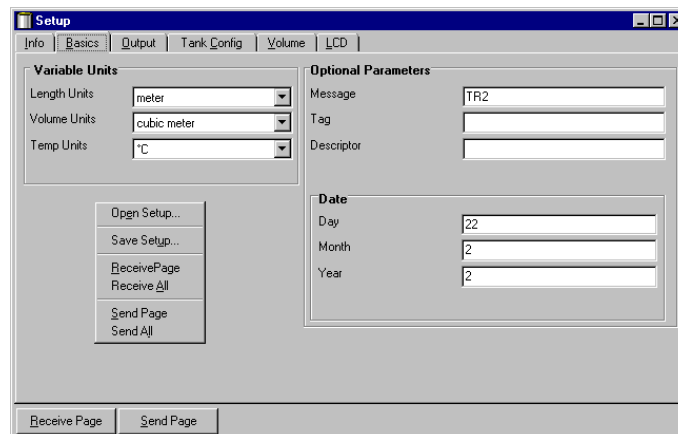 Setup
Info Basics Output Tank Config Volume LCD
Variable Units
Length Units meter
Volume Units cubic meter
Temp Units °C
Optional Parameters
Message TR2
Tag
Descriptor
Date
Day 22
Month 2
Year 2
Open Setup...
Save Setup...
ReceivePage
Receive All
Send Page
Send All
Receive Page Send Page